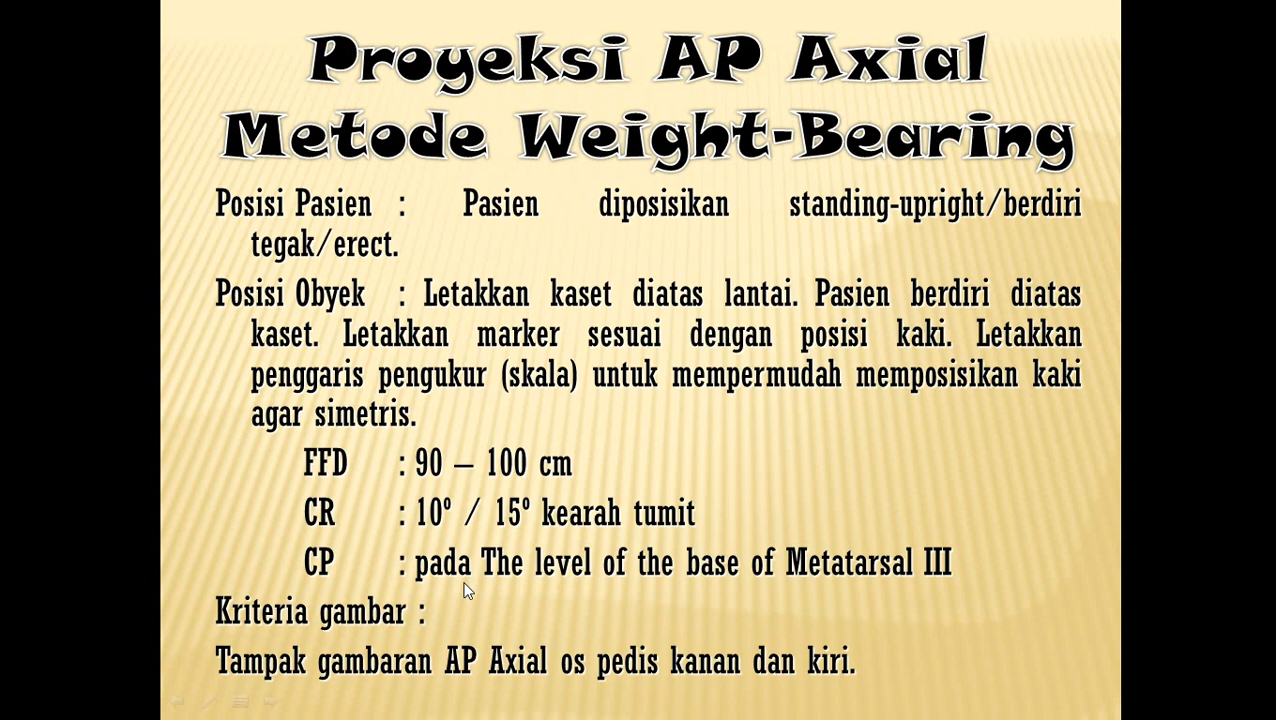 Proyeksi AP Axial
Metode Weight-Bearing
Posisi Pasien : Pasien diposisikan standing-upright/berdiri
tegak/erect.
Posisi Obyek : Letakkan kaset diatas lantai. Pasien berdiri diatas
kaset. Letakkan marker sesuai dengan posisi kaki. Letakkan
penggaris pengukur (skala) untuk mempermudah memposisikan kaki
agar simetris.
FFD : 90 – 100 cm
CR : 10º / 15º kearah tumit
CP : pada The level of the base of Metatarsal III
Kriteria gambar :
Tampak gambaran AP Axial os pedis kanan dan kiri.